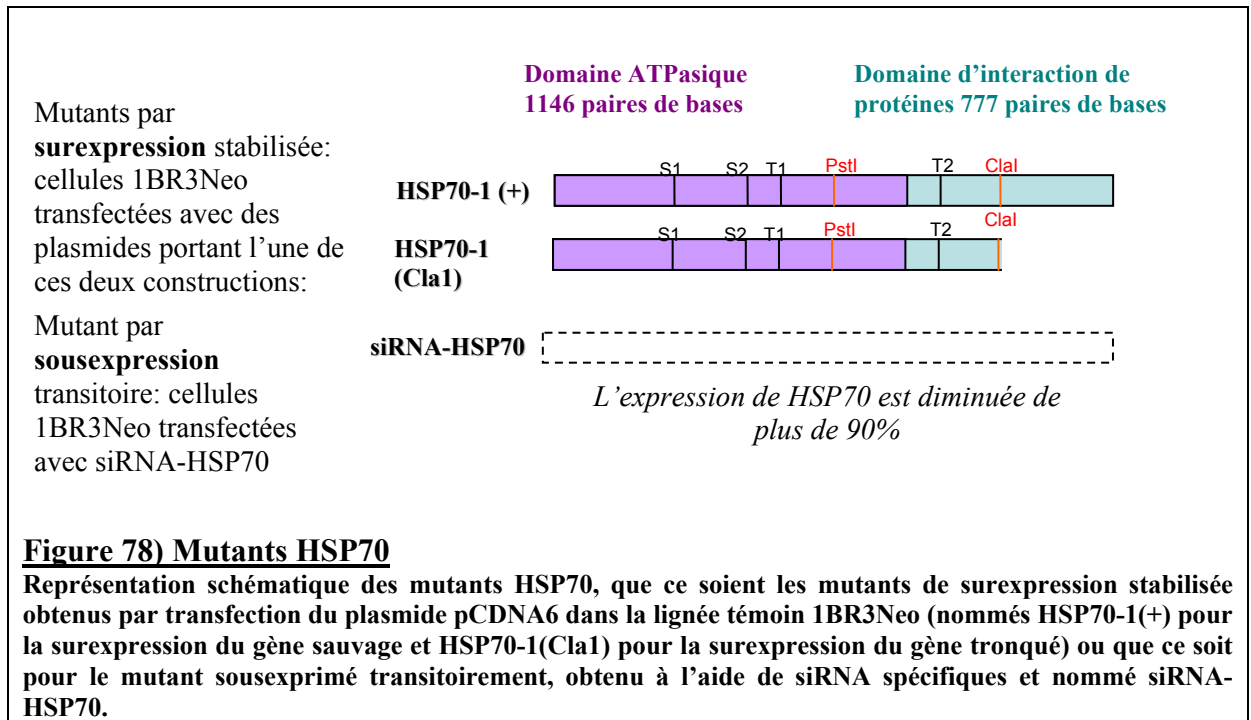 Domaine ATPasique
1146 paires de bases
Domaine d’interaction de
protéines 777 paires de bases
Mutants par
surexpression stabilisée:
cellules 1BR3Neo
transfectées avec des
plasmides portant l’une de
ces deux constructions:
HSP70-1 (+)
S1 S2 T1 PstI T2 ClaI
HSP70-1
(Cla1)
S1 S2 T1 PstI T2 ClaI
Mutant par
sousexpression
transitoire: cellules
1BR3Neo transfectées
avec siRNA-HSP70
siRNA-HSP70
L’expression de HSP70 est diminuée de
plus de 90%
Figure 78) Mutants HSP70
Représentation schématique des mutants HSP70, que ce soient les mutants de surexpression stabilisée
obtenus par transfection du plasmide pCDNA6 dans la lignée témoin 1BR3Neo (nommés HSP70-1(+) pour
la surexpression du gène sauvage et HSP70-1(Cla1) pour la surexpression du gène tronqué) ou que ce soit
pour le mutant sousexprimé transitoirement, obtenu à l’aide de siRNA spécifiques et nommé siRNA-
HSP70.